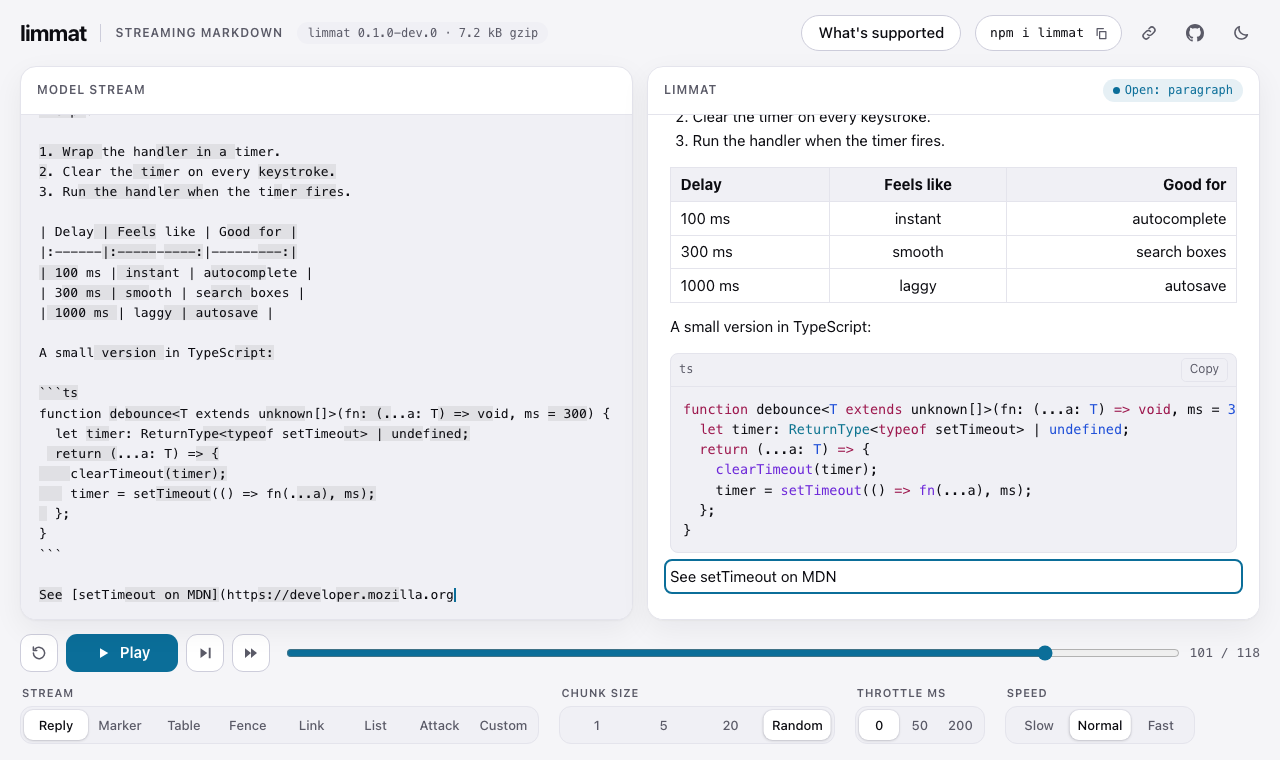 limmat
STREAMING MARKDOWN
limmat 0.1.0-dev.0 · 7.2 kB gzip
What's supported
npm i limmat
MODEL STREAM
1. Wrap the handler in a timer.
2. Clear the timer on every keystroke.
3. Run the handler when the timer fires.
| Delay | Feels like | Good for |
|:------|:----------:|---------:|
| 100 ms | instant | autocomplete |
| 300 ms | smooth | search boxes |
| 1000 ms | laggy | autosave |
A small version in TypeScript:
```ts
function debounce<T extends unknown[]>(fn: (...a: T) => void, ms = 300) {
  let timer: ReturnType<typeof setTimeout> | undefined;
  return (...a: T) => {
    clearTimeout(timer);
    timer = setTimeout(() => fn(...a), ms);
  };
}
```
See [setTimeout on MDN](https://developer.mozilla.org
LIMMAT
Open: paragraph
2. Clear the timer on every keystroke.
3. Run the handler when the timer fires.
Delay Feels like Good for
100 ms instant autocomplete
300 ms smooth search boxes
1000 ms laggy autosave
A small version in TypeScript:
ts
Copy
function debounce<T extends unknown[]>(fn: (...a: T) => void, ms = 3
  let timer: ReturnType<typeof setTimeout> | undefined;
  return (...a: T) => {
    clearTimeout(timer);
    timer = setTimeout(() => fn(...a), ms);
  };
}
See setTimeout on MDN
Play
101 / 118
STREAM
Reply Marker Table Fence Link List Attack Custom
CHUNK SIZE
1 5 20 Random
THROTTLE MS
0 50 200
SPEED
Slow Normal Fast